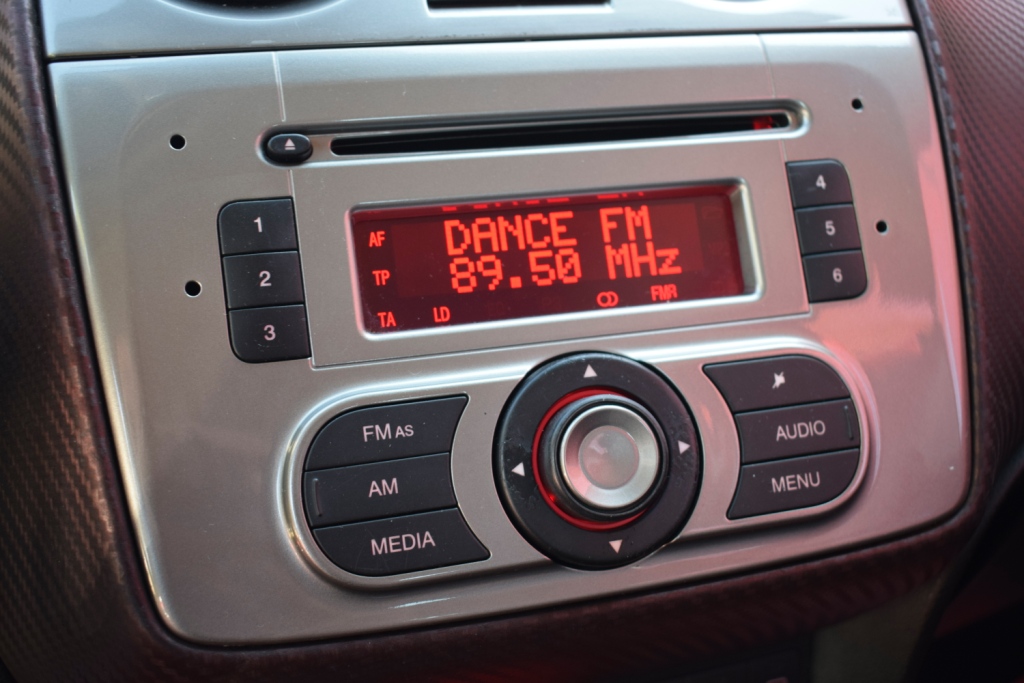 4
1
DANCE FM
AF
5
89.50 MHz
2
TP
6
FMR
TA
LD
3
FM AS
AUDIO
AM
MENU
MEDIA